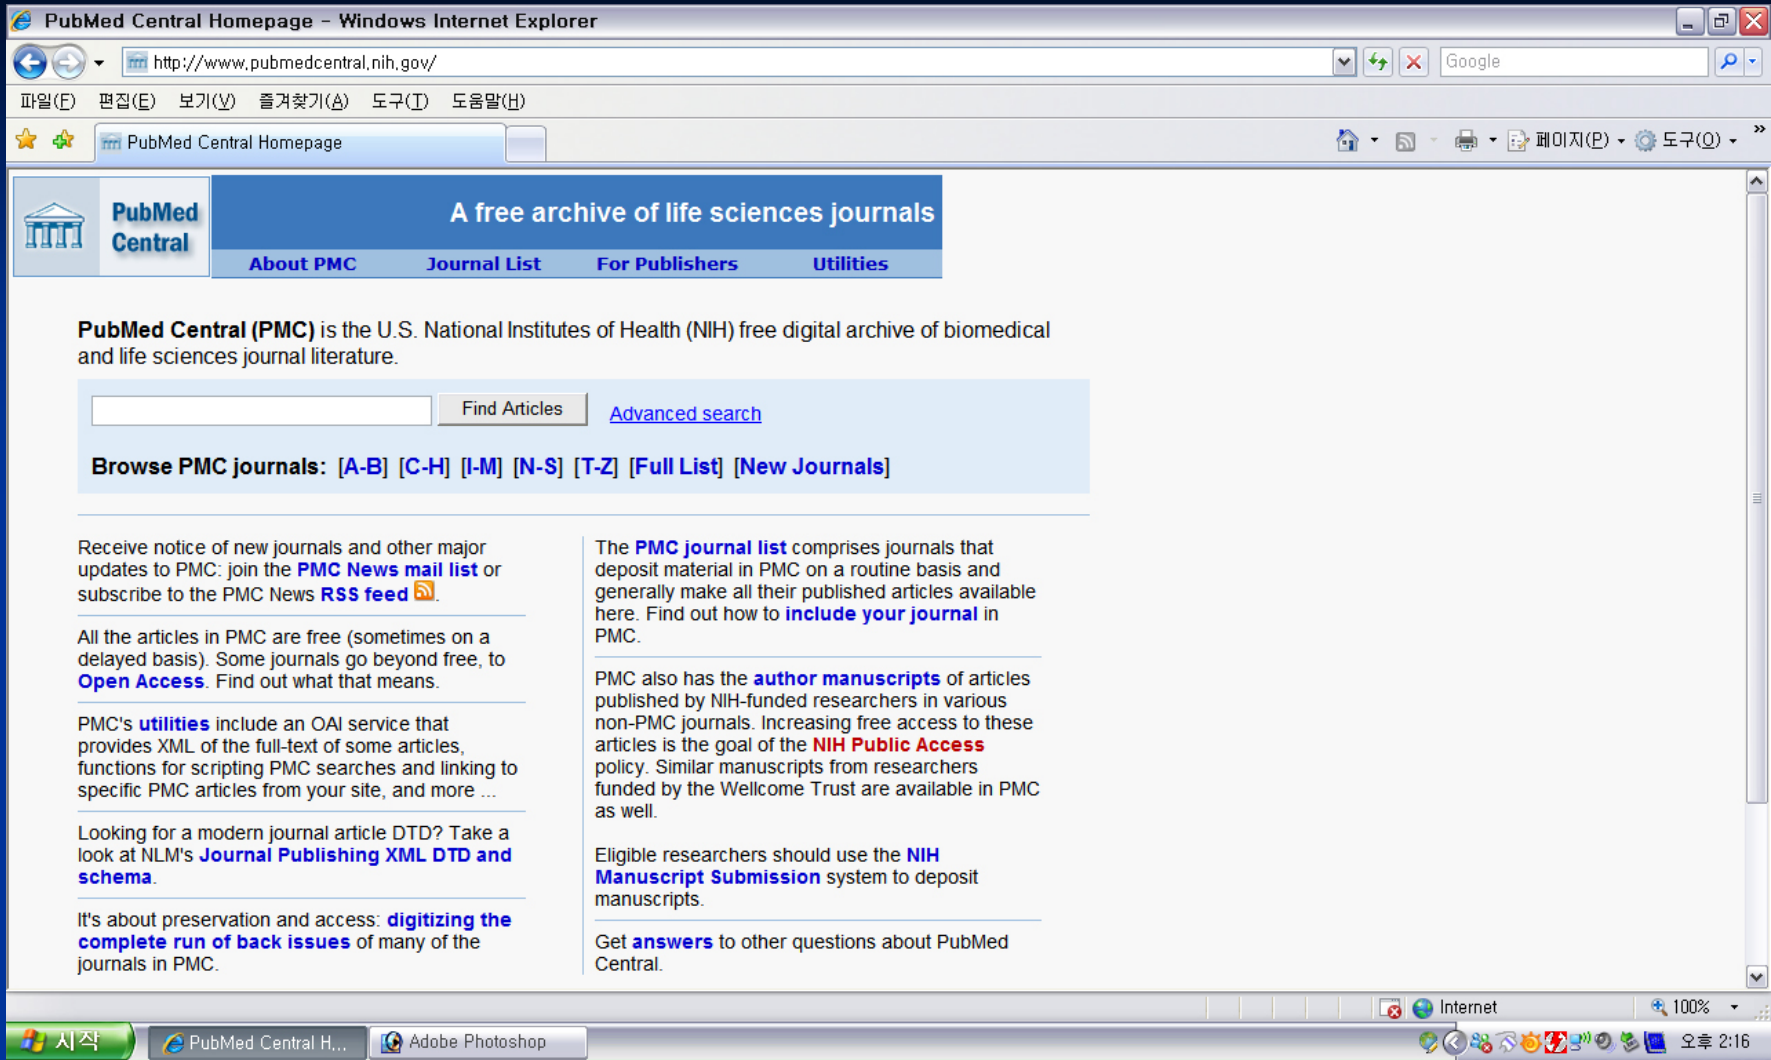 PubMed Central Homepage - Windows Internet Explorer
http://www.pubmedcentral.nih.gov/
Google
파일(F) 편집(E) 보기(V) 즐겨찾기(A) 도구(T) 도움말(H)
PubMed Central Homepage
페이지(P) 도구(O) »
PubMed
Central
A free archive of life sciences journals
About PMC Journal List For Publishers Utilities
PubMed Central (PMC) is the U.S. National Institutes of Health (NIH) free digital archive of biomedical
and life sciences journal literature.
Find Articles Advanced search
Browse PMC journals: [A-B] [C-H] [I-M] [N-S] [T-Z] [Full List] [New Journals]
Receive notice of new journals and other major
updates to PMC: join the PMC News mail list or
subscribe to the PMC News RSS feed .
All the articles in PMC are free (sometimes on a
delayed basis). Some journals go beyond free, to
Open Access. Find out what that means.
PMC's utilities include an OAI service that
provides XML of the full-text of some articles,
functions for scripting PMC searches and linking to
specific PMC articles from your site, and more ...
Looking for a modern journal article DTD? Take a
look at NLM's Journal Publishing XML DTD and
schema.
It's about preservation and access: digitizing the
complete run of back issues of many of the
journals in PMC.
The PMC journal list comprises journals that
deposit material in PMC on a routine basis and
generally make all their published articles available
here. Find out how to include your journal in
PMC.
PMC also has the author manuscripts of articles
published by NIH-funded researchers in various
non-PMC journals. Increasing free access to these
articles is the goal of the NIH Public Access
policy. Similar manuscripts from researchers
funded by the Wellcome Trust are available in PMC
as well.
Eligible researchers should use the NIH
Manuscript Submission system to deposit
manuscripts.
Get answers to other questions about PubMed
Central.
Internet 100%
시작 PubMed Central H... Adobe Photoshop 오후 2:16